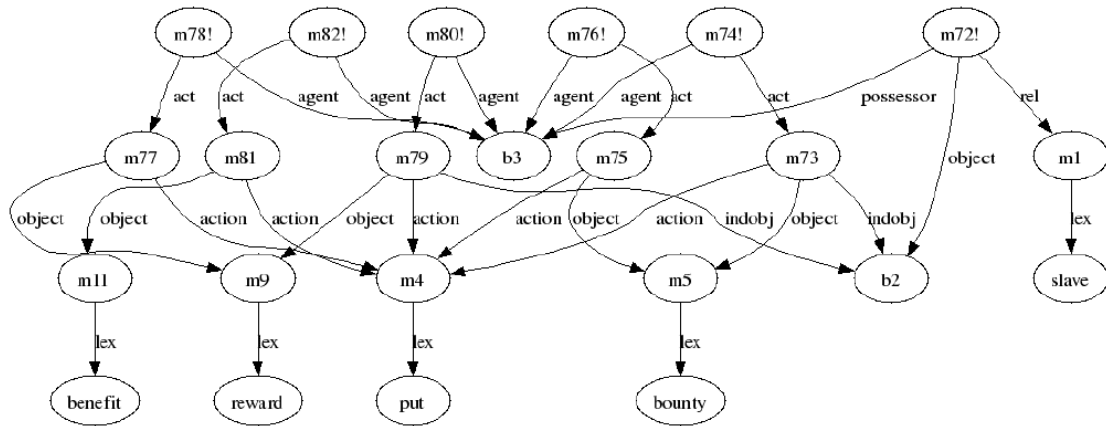 m78! m82! m80! m76! m74! m72!
act act agent agent act agent agent agent act act possessor rel
m77 m81 m79 b3 m75 m73 object m1
object object action action object action indobj action object action object indobj lex
m11 m9 m4 m5 b2 slave
lex lex lex lex
benefit reward put bounty